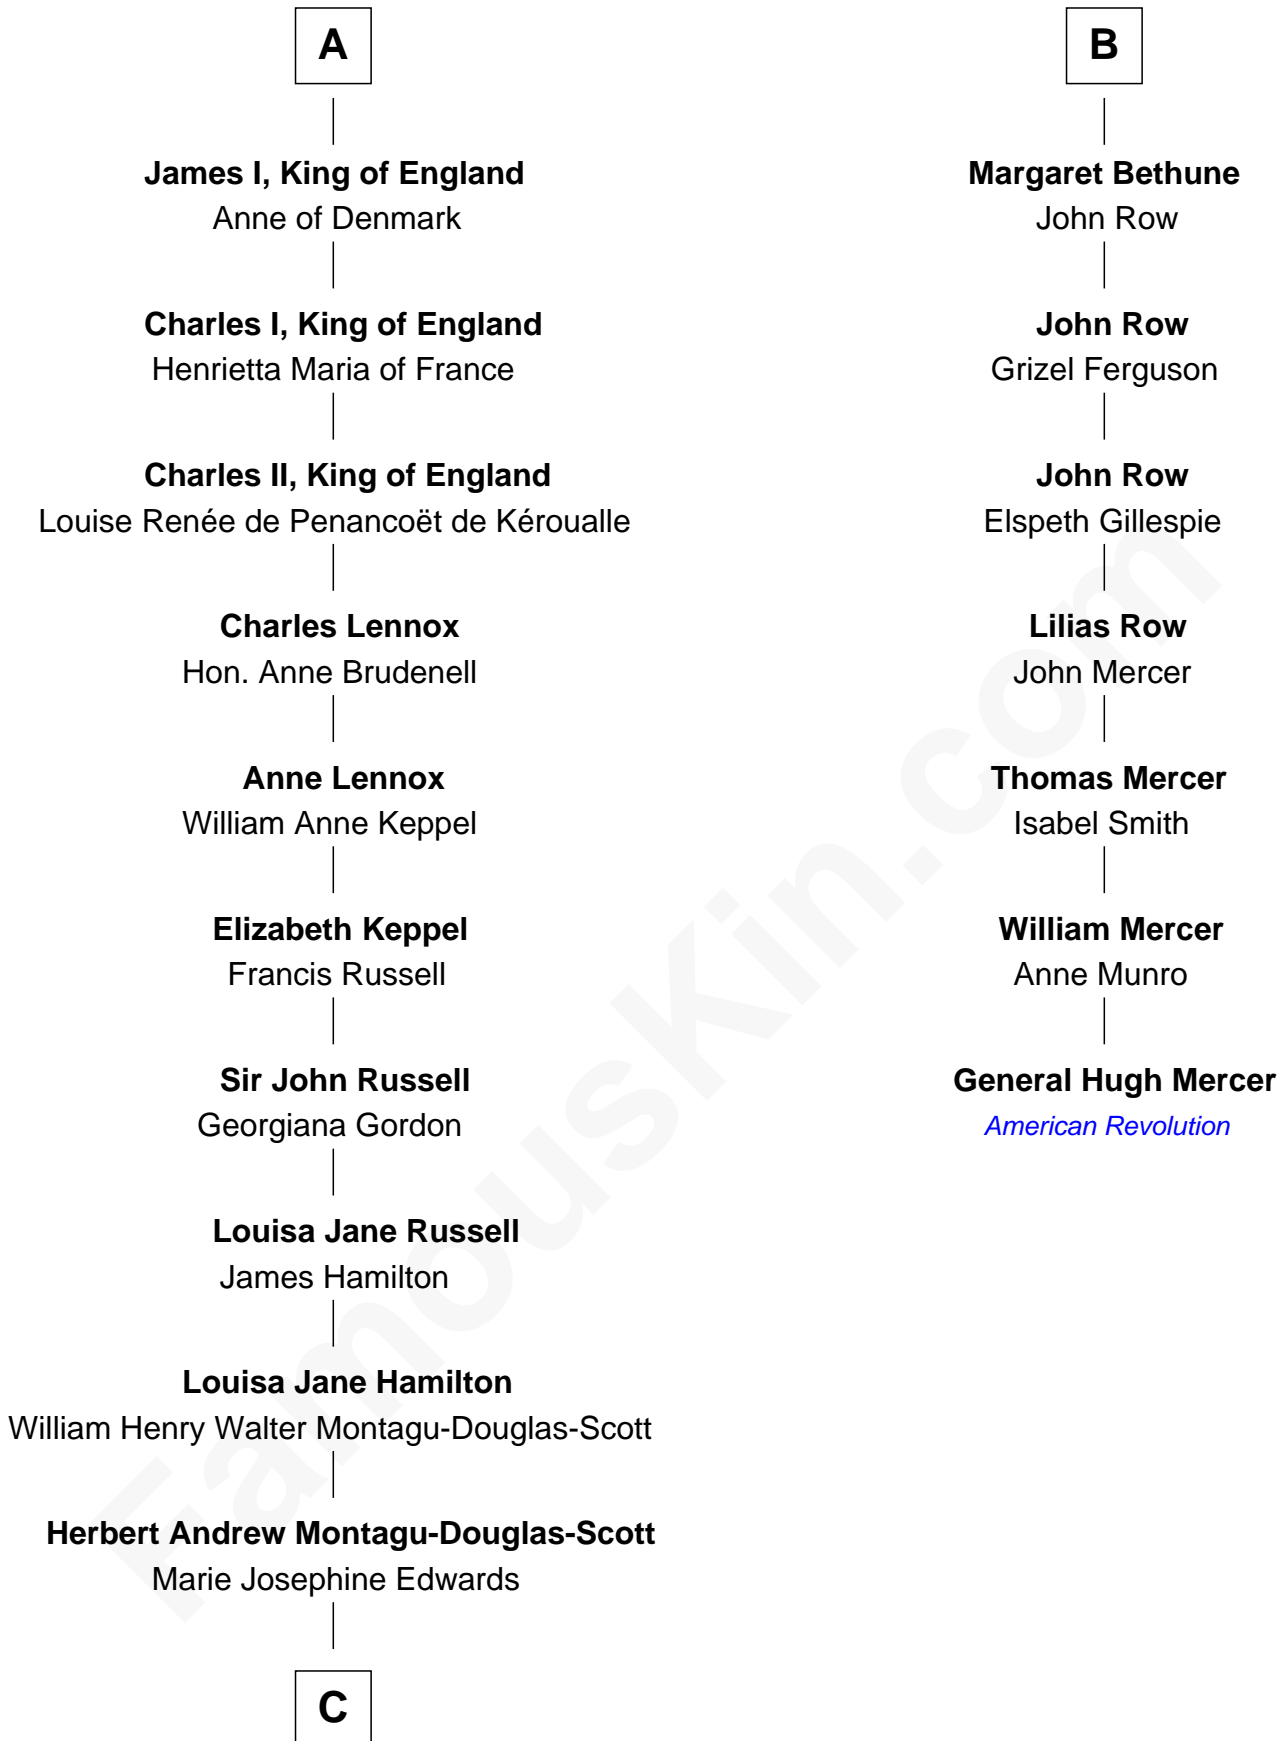 A
James I, King of England
Anne of Denmark
Charles I, King of England
Henrietta Maria of France
Charles II, King of England
Louise Renée de Penancoët de Kéroualle
Charles Lennox
Hon. Anne Brudenell
Anne Lennox
William Anne Keppel
Elizabeth Keppel
Francis Russell
Sir John Russell
Georgiana Gordon
Louisa Jane Russell
James Hamilton
Louisa Jane Hamilton
William Henry Walter Montagu-Douglas-Scott
Herbert Andrew Montagu-Douglas-Scott
Marie Josephine Edwards
C
B
Margaret Bethune
John Row
John Row
Grizel Ferguson
John Row
Elspeth Gillespie
Lilias Row
John Mercer
Thomas Mercer
Isabel Smith
William Mercer
Anne Munro
General Hugh Mercer
American Revolution
FamousKin.com